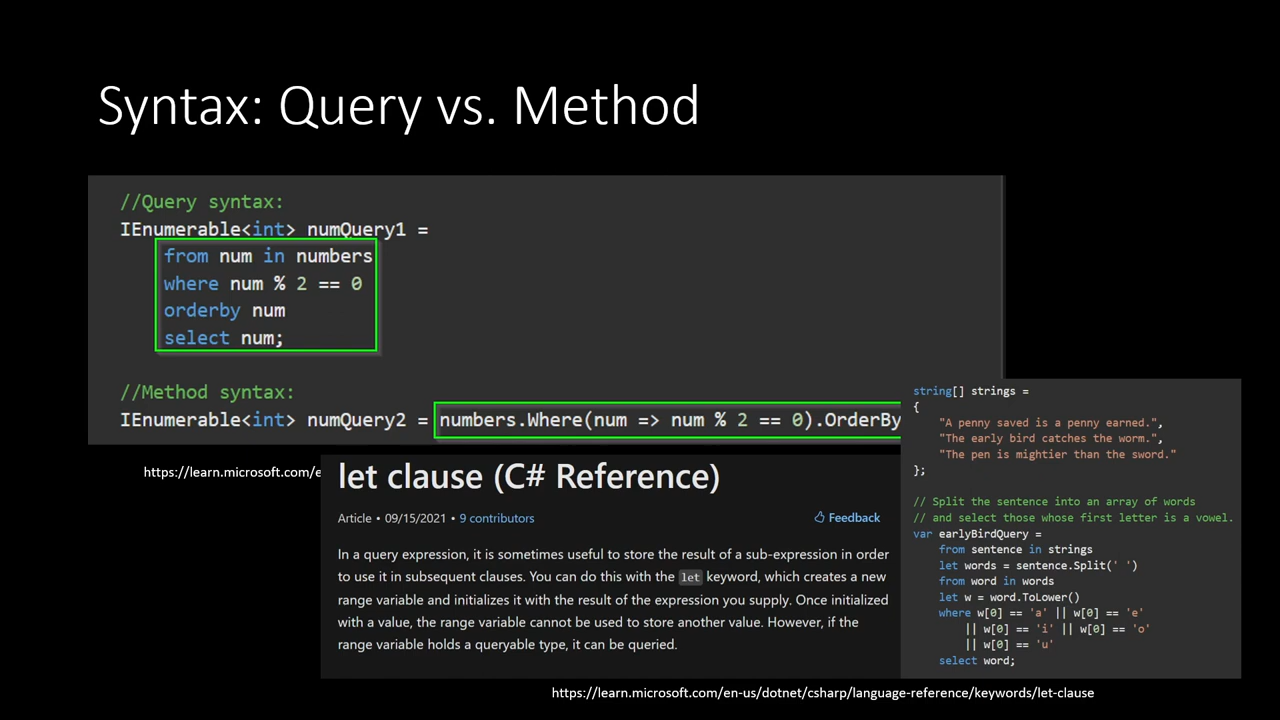 Syntax: Query vs. Method
//Query syntax:
IEnumerable<int> numQuery1 =
from num in numbers
where num % 2 == 0
orderby num
select num;
//Method syntax:
IEnumerable<int> numQuery2 = numbers.Where(num => num % 2 == 0).OrderBy
https://learn.microsoft.com/e
let clause (C# Reference)
Article • 09/15/2021 • 9 contributors
Feedback
In a query expression, it is sometimes useful to store the result of a sub-expression in order
to use it in subsequent clauses. You can do this with the let keyword, which creates a new
range variable and initializes it with the result of the expression you supply. Once initialized
with a value, the range variable cannot be used to store another value. However, if the
range variable holds a queryable type, it can be queried.
string[] strings =
{
"A penny saved is a penny earned.",
"The early bird catches the worm.",
"The pen is mightier than the sword."
};
// Split the sentence into an array of words
// and select those whose first letter is a vowel.
var earlyBirdQuery =
from sentence in strings
let words = sentence.Split(' ')
from word in words
let w = word.ToLower()
where w[0] == 'a' || w[0] == 'e'
|| w[0] == 'i' || w[0] == 'o'
|| w[0] == 'u'
select word;
https://learn.microsoft.com/en-us/dotnet/csharp/language-reference/keywords/let-clause